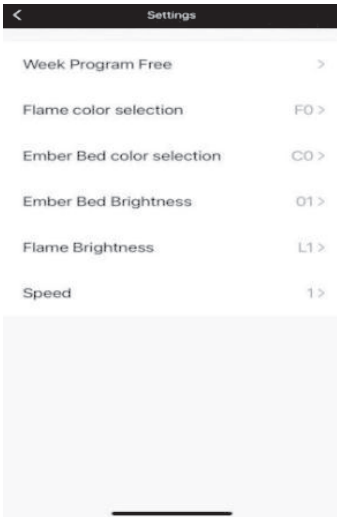 Settings
Week Program Free >
Flame color selection F0 >
Ember Bed color selection C0 >
Ember Bed Brightness 01 >
Flame Brightness L1 >
Speed 1 >